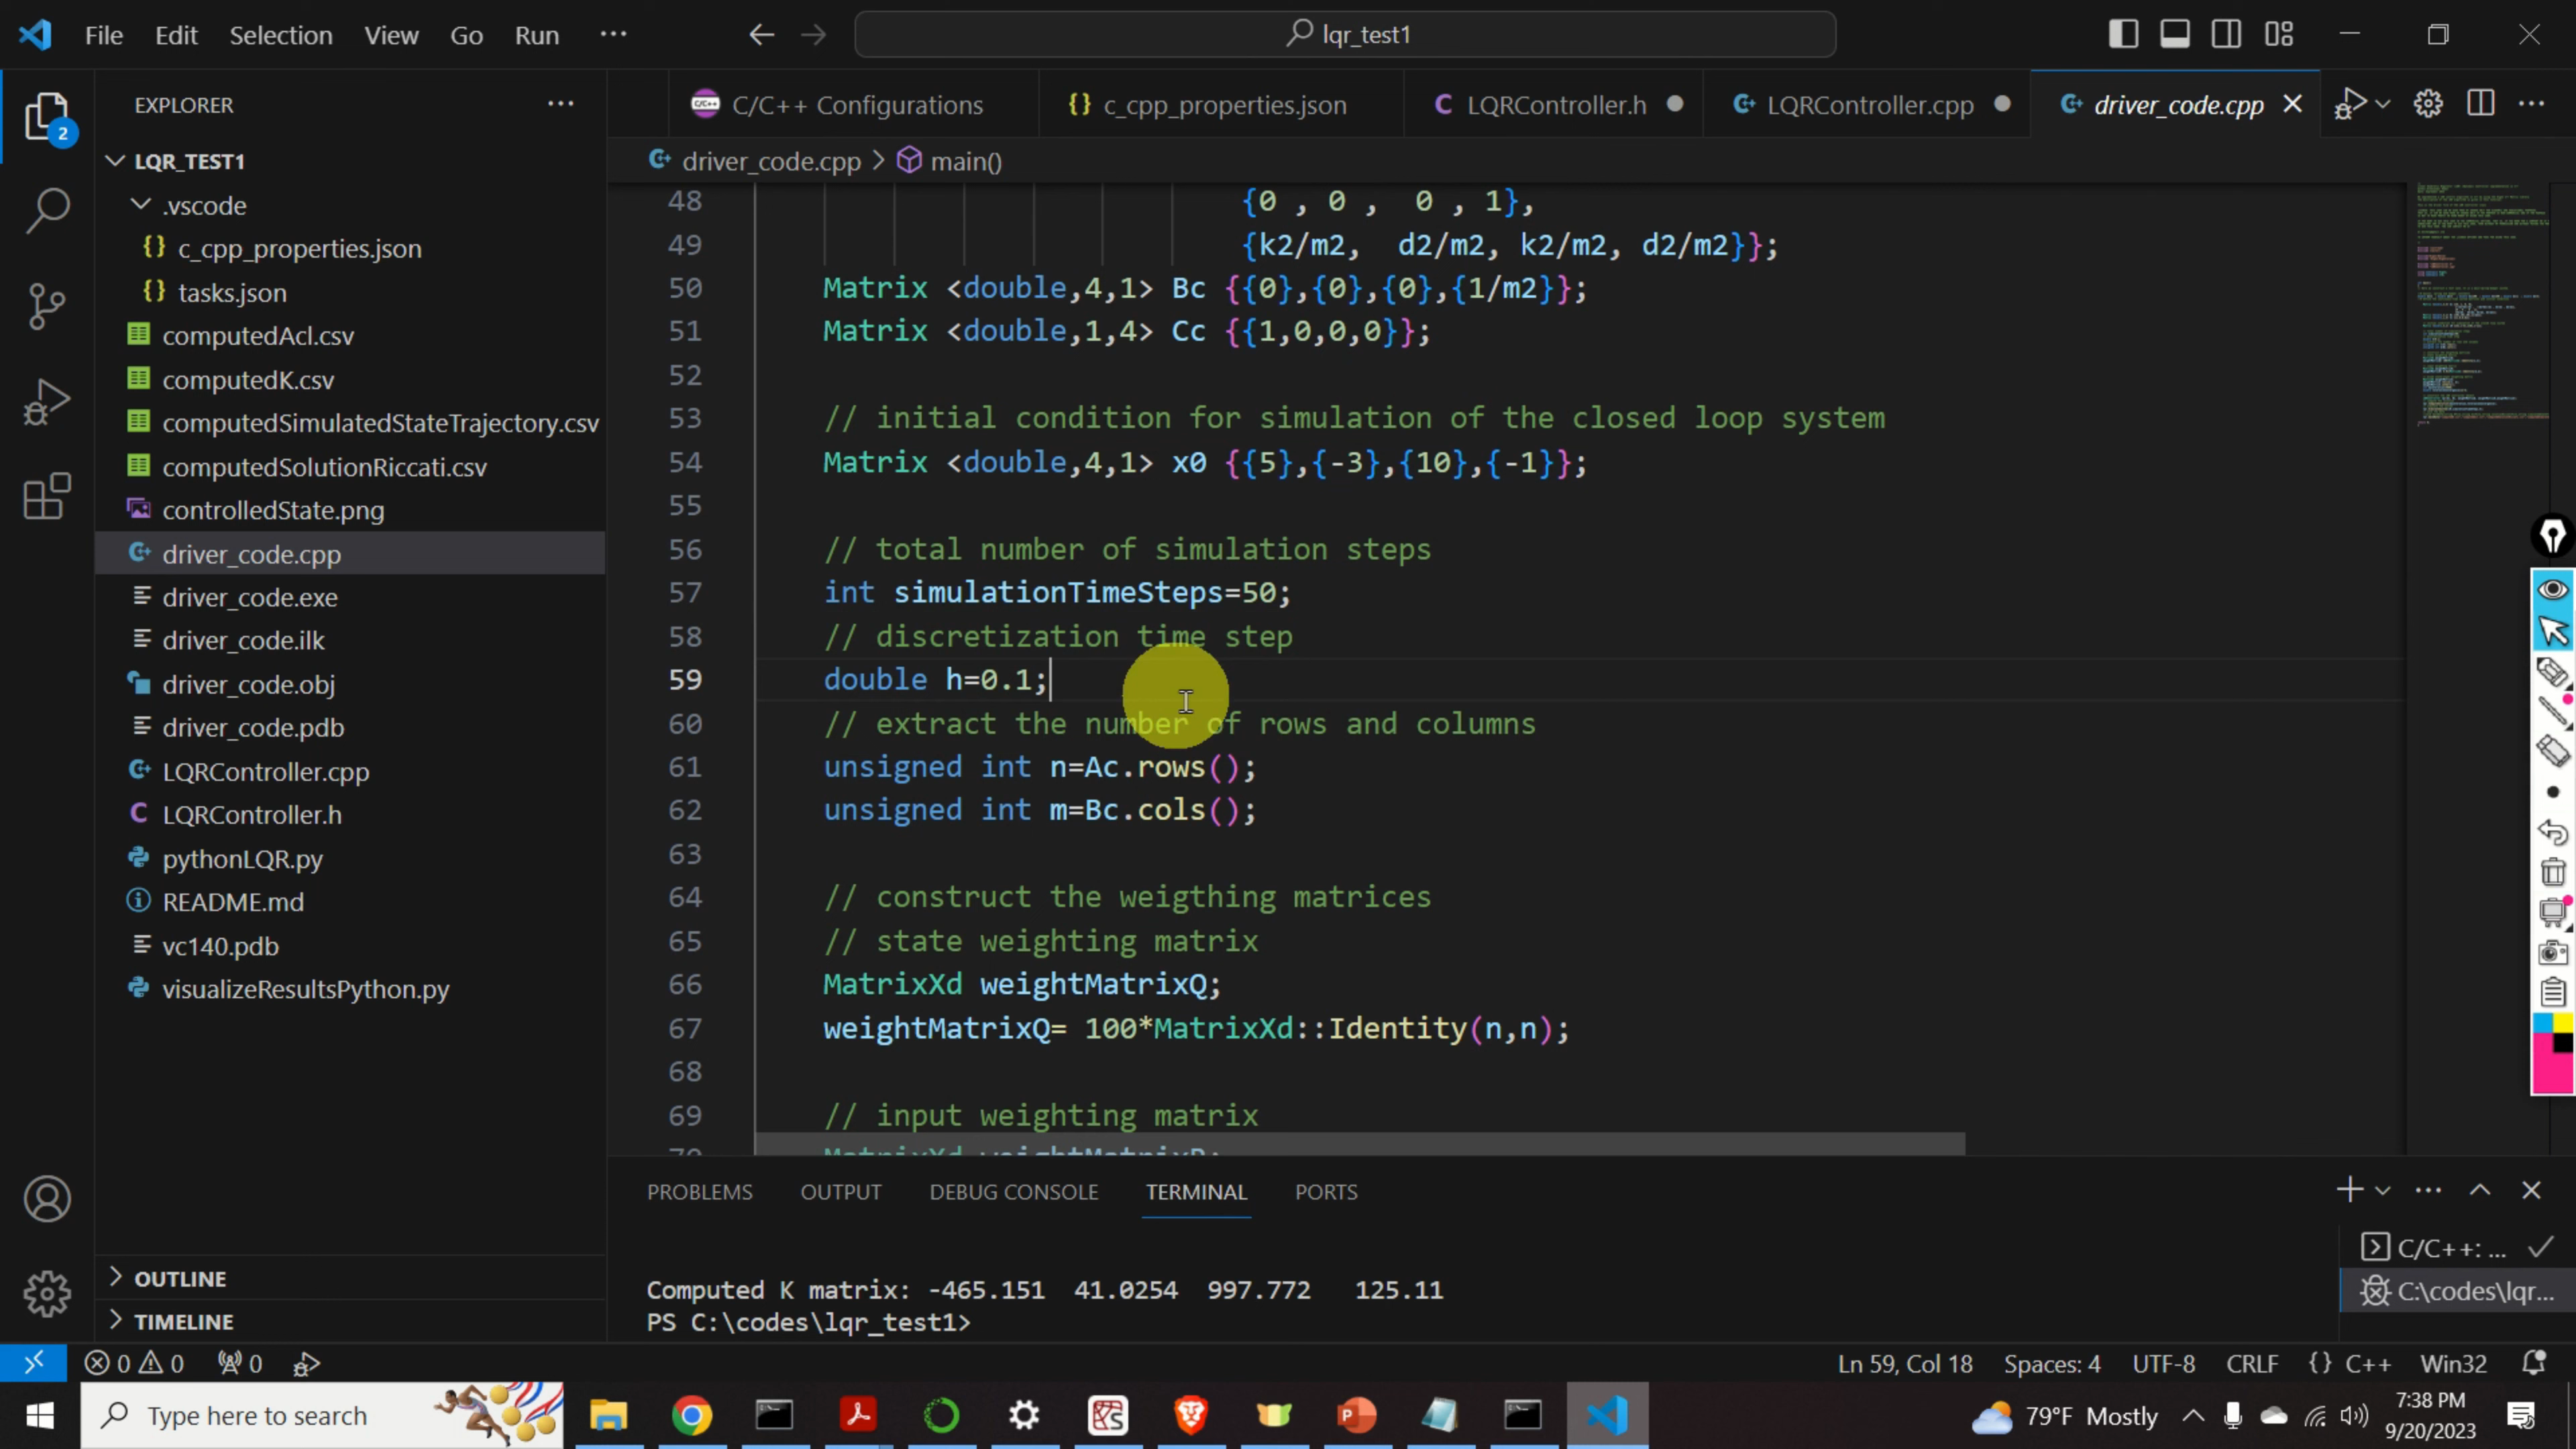 File Edit Selection View Go Run ··· lqr_test1
EXPLORER ···
2
LQR_TEST1
.vscode
{} c_cpp_properties.json
{} tasks.json
computedAcl.csv
computedK.csv
computedSimulatedStateTrajectory.csv
computedSolutionRiccati.csv
controlledState.png
driver_code.cpp
driver_code.exe
driver_code.ilk
driver_code.obj
driver_code.pdb
LQRController.cpp
C LQRController.h
pythonLQR.py
README.md
vc140.pdb
visualizeResultsPython.py
OUTLINE
TIMELINE
C/C++ Configurations {} c_cpp_properties.json C LQRController.h LQRController.cpp driver_code.cpp
driver_code.cpp > main()
48 {0 , 0 , 0 , 1},
49 {k2/m2, d2/m2, k2/m2, d2/m2}};
50 Matrix <double,4,1> Bc {{0},{0},{0},{1/m2}};
51 Matrix <double,1,4> Cc {{1,0,0,0}};
52
53 // initial condition for simulation of the closed loop system
54 Matrix <double,4,1> x0 {{5},{-3},{10},{-1}};
55
56 // total number of simulation steps
57 int simulationTimeSteps=50;
58 // discretization time step
59 double h=0.1;
60 // extract the number of rows and columns
61 unsigned int n=Ac.rows();
62 unsigned int m=Bc.cols();
63
64 // construct the weigthing matrices
65 // state weighting matrix
66 MatrixXd weightMatrixQ;
67 weightMatrixQ= 100*MatrixXd::Identity(n,n);
68
69 // input weighting matrix
70 MatrixXd weightMatrixR;
PROBLEMS OUTPUT DEBUG CONSOLE TERMINAL PORTS
Computed K matrix: -465.151 41.0254 997.772 125.11
PS C:\codes\lqr_test1>
C/C++: ...
C:\codes\lqr...
0 0 0 Ln 59, Col 18 Spaces: 4 UTF-8 CRLF {} C++ Win32
Type here to search 79°F Mostly 7:38 PM
9/20/2023